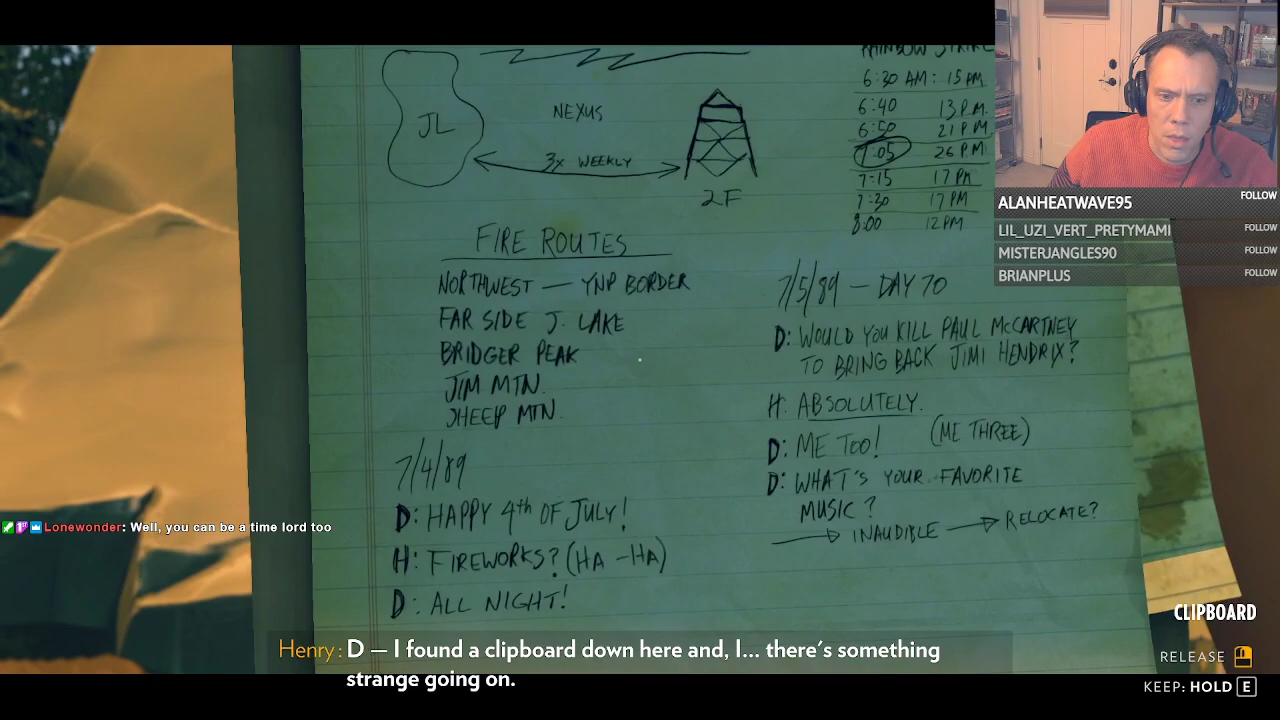 RAINBOW STRIKE
6:30 AM: 15 PM.
6:40 13 P.M.
6:50 21 P M.
7:05 26 P.M
7:15 17 PM
7:30 17 PM
8:00 12 PM
JL
NEXUS
3x WEEKLY
2F
FIRE ROUTES
NORTHWEST — YNP BORDER
FAR SIDE J. LAKE
BRIDGER PEAK
JIM MTN.
SHEEP MTN.
7/4/89
D: HAPPY 4th OF JULY!
H: FIREWORKS? (HA-HA)
D: ALL NIGHT!
7/5/89 — DAY 70
D: WOULD YOU KILL PAUL McCARTNEY
TO BRING BACK JIMI HENDRIX?
H: ABSOLUTELY.
D: ME TOO! (ME THREE)
D: WHAT'S YOUR FAVORITE
MUSIC?
INAUDIBLE → RELOCATE?
ALANHEATWAVE95 FOLLOW
LIL_UZI_VERT_PRETYMAMI FOLLOW
MISTERJANGLES90 FOLLOW
BRIANPLUS FOLLOW
Lonewonder: Well, you can be a time lord too
CLIPBOARD
RELEASE
KEEP: HOLD E
Henry: D — I found a clipboard down here and, I... there's something
strange going on.